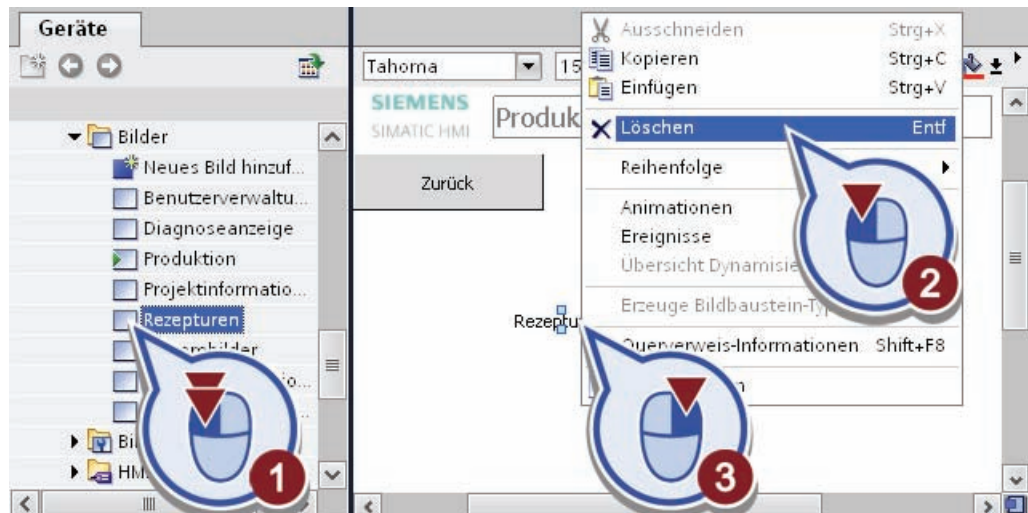 Geräte
Bilder
Neues Bild hinzuf...
Benutzerverwaltu...
Diagnoseanzeige
Produktion
Projektinformatio...
Rezepturen
1
Tahoma
15
SIEMENS
SIMATIC HMI
Produk
Zurück
Rezeptu
Ausschneiden Strg+X
Kopieren Strg+C
Einfügen Strg+V
Löschen Entf
Reihenfolge
Animationen
Ereignisse
Übersicht Dynamisie
Erzeuge Bildbaustein-Ty
Querverweis-Informationen Shift+F8
2
3